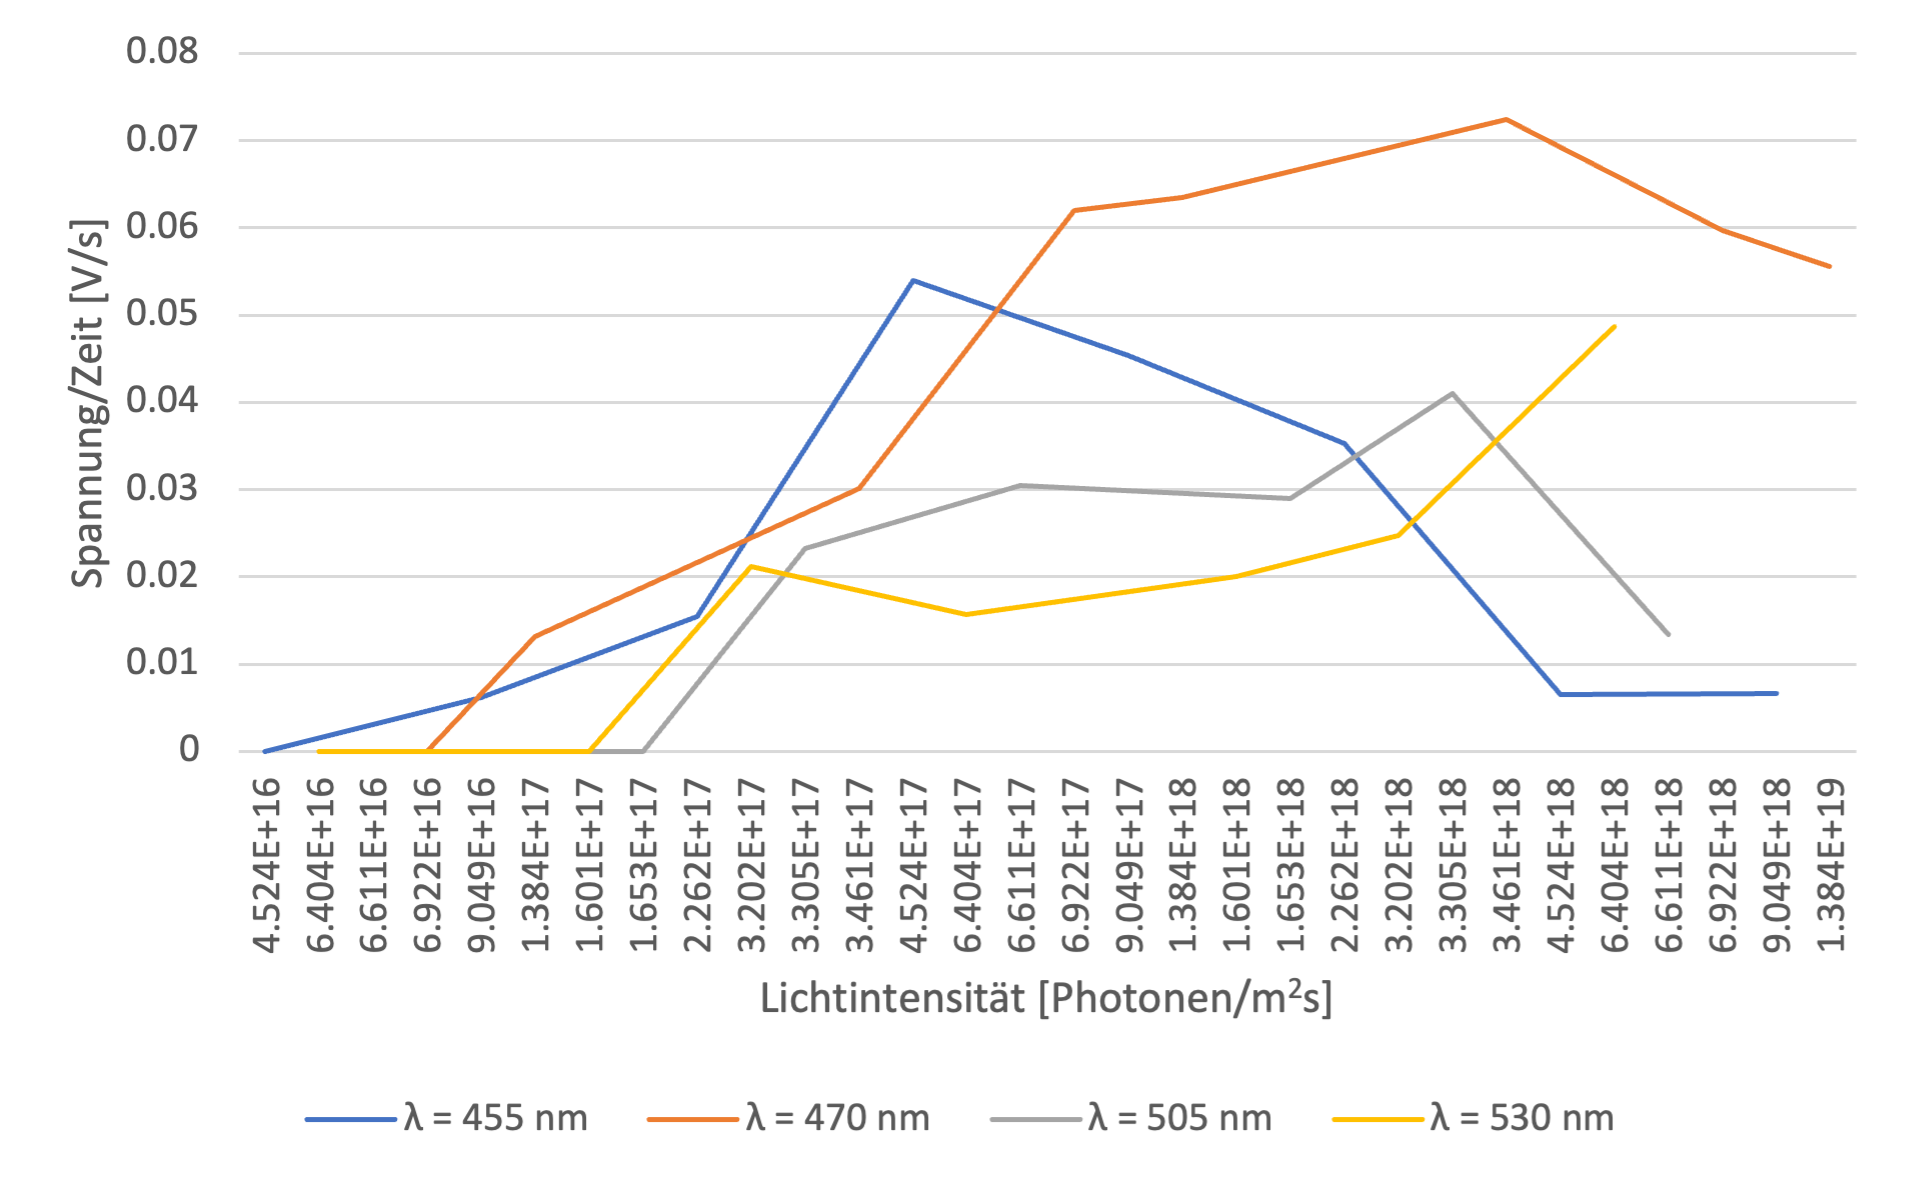 0.08
0.07
0.06
0.05
0.04
0.03
0.02
0.01
0
Spannung/Zeit [V/s]
4.524E+16
6.404E+16
6.611E+16
6.922E+16
9.049E+16
1.384E+17
1.601E+17
1.653E+17
2.262E+17
3.202E+17
3.305E+17
3.461E+17
4.524E+17
6.404E+17
6.611E+17
6.922E+17
9.049E+17
1.384E+18
1.601E+18
1.653E+18
2.262E+18
3.202E+18
3.305E+18
3.461E+18
4.524E+18
6.404E+18
6.611E+18
6.922E+18
9.049E+18
1.384E+19
Lichtintensität [Photonen/m²s]
λ = 455 nm
λ = 470 nm
λ = 505 nm
λ = 530 nm